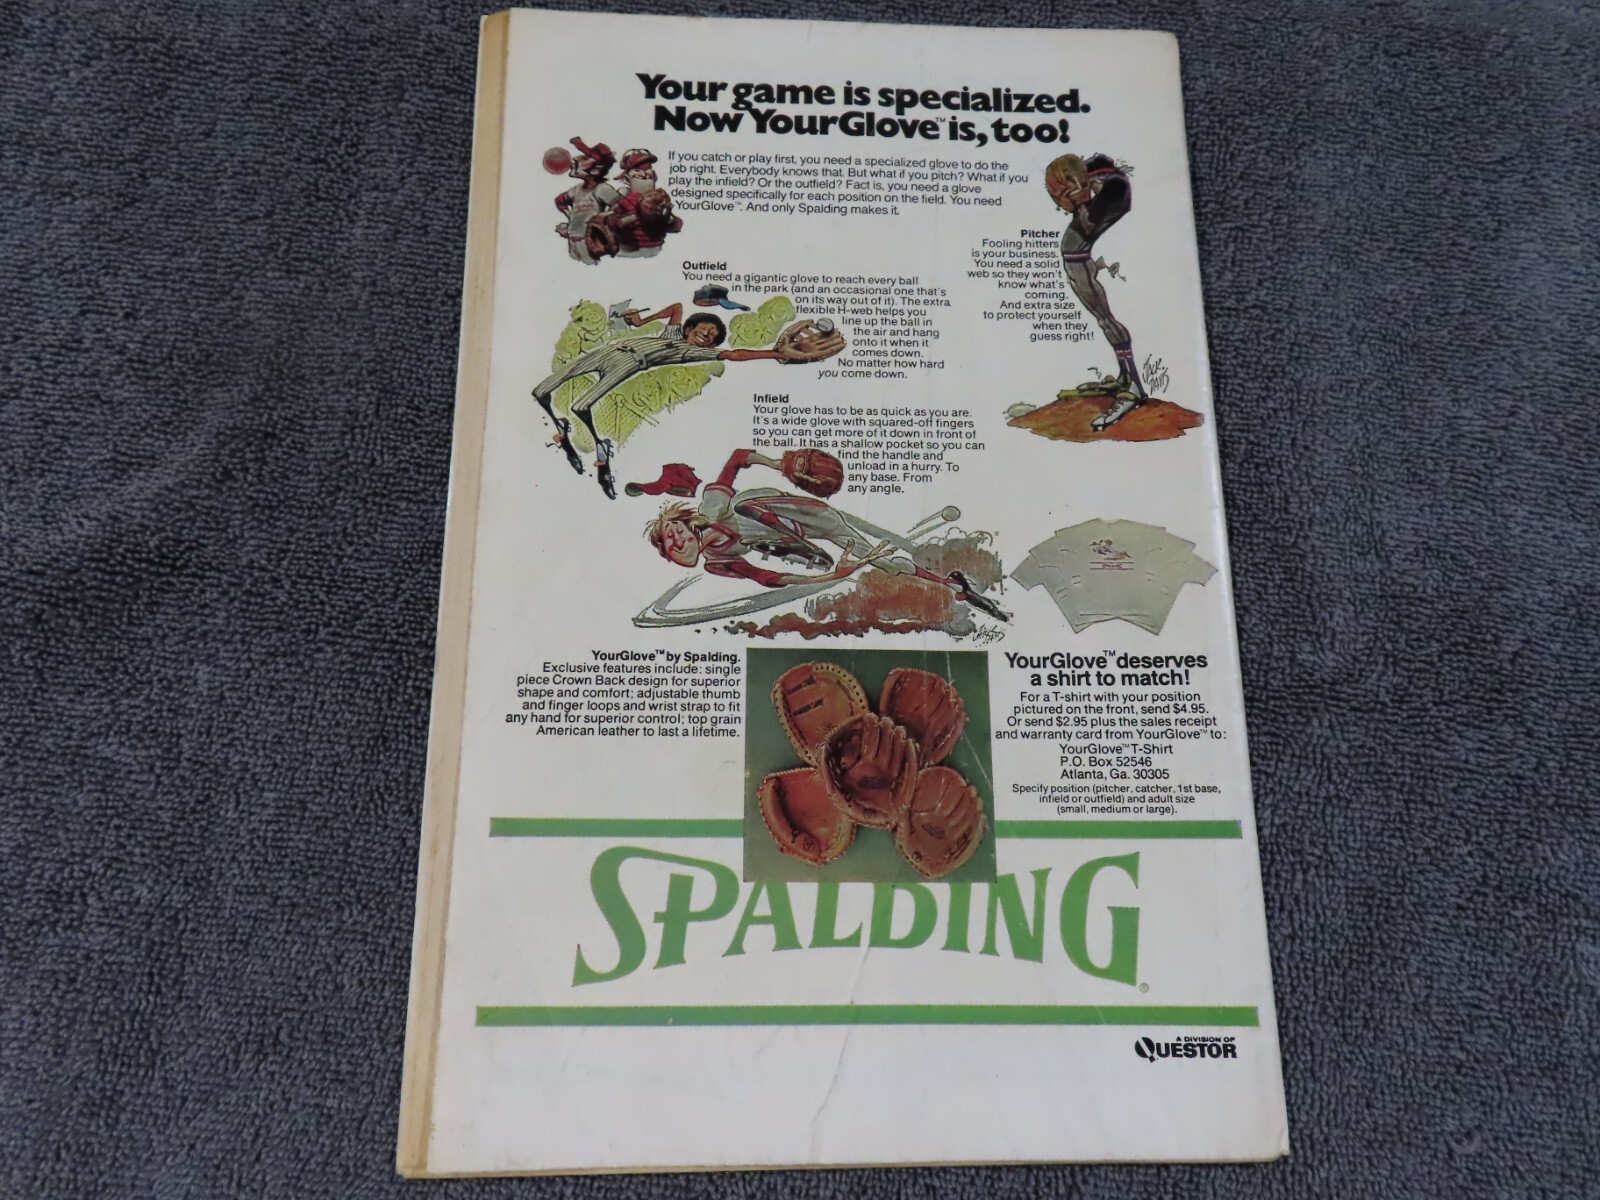 Your game is specialized.
Now YourGlove™ is, too!
If you catch or play first, you need a specialized glove to do the
job right. Everybody knows that. But what if you pitch? What if you
play the infield? Or the outfield? Fact is, you need a glove
designed specifically for each position on the field. You need
YourGlove™. And only Spalding makes it.
Pitcher
Fooling hitters
is your business.
You need a solid
web so they won't
know what's
coming.
And extra size
to protect yourself
when they
guess right!
JACK
DAVIS
Outfield
You need a gigantic glove to reach every ball
in the park (and an occasional one that's
on its way out of it). The extra
flexible H-web helps you
line up the ball in
the air and hang
onto it when it
comes down.
No matter how hard
you come down.
Infield
Your glove has to be as quick as you are.
It's a wide glove with squared-off fingers
so you can get more of it down in front of
the ball. It has a shallow pocket so you can
find the handle and
unload in a hurry. To
any base. From
any angle.
JACK
DAVIS
YourGlove™ by Spalding.
Exclusive features include: single
piece Crown Back design for superior
shape and comfort; adjustable thumb
and finger loops and wrist strap to fit
any hand for superior control; top grain
American leather to last a lifetime.
YourGlove™ deserves
a shirt to match!
For a T-shirt with your position
pictured on the front, send $4.95.
Or send $2.95 plus the sales receipt
and warranty card from YourGlove™ to:
YourGlove™ T-Shirt
P.O. Box 52546
Atlanta, Ga. 30305
Specify position (pitcher, catcher, 1st base,
infield or outfield) and adult size
(small, medium or large).
SPALDING®
A DIVISION OF
QUESTOR